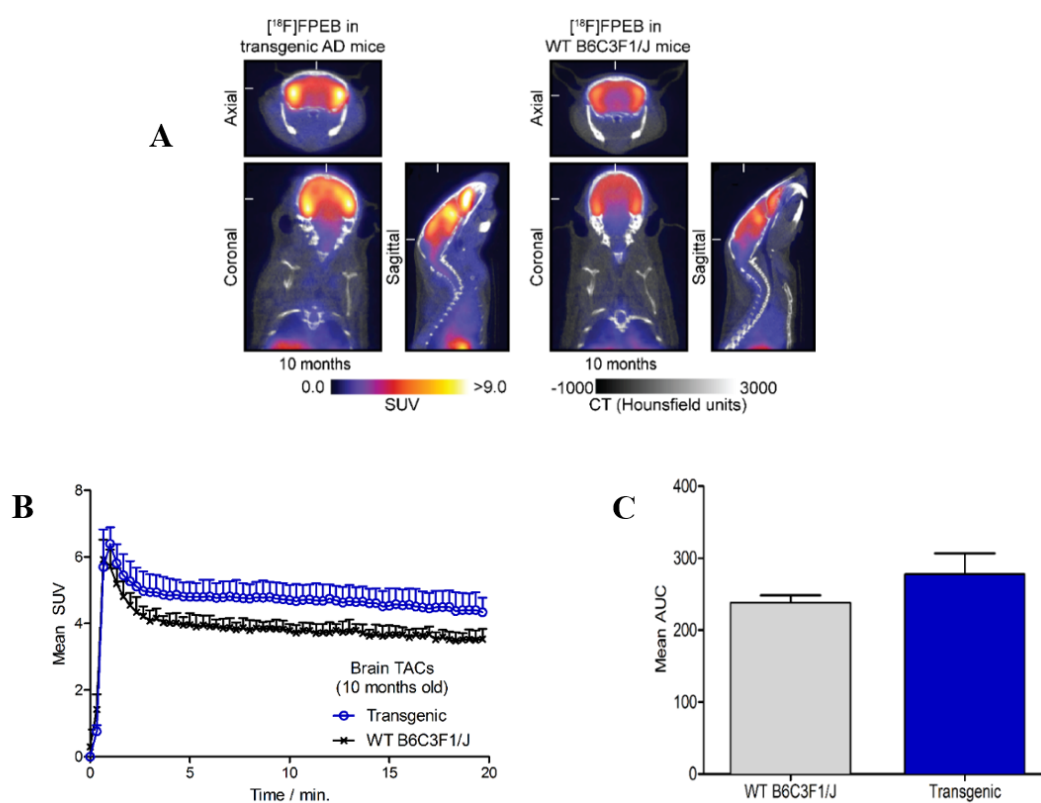 [¹⁸F]FPEB in
transgenic AD mice
[¹⁸F]FPEB in
WT B6C3F1/J mice
A
Axial
Axial
Coronal
Sagittal
Coronal
Sagittal
10 months
10 months
0.0 >9.0
SUV
-1000 3000
CT (Hounsfield units)
B
Mean SUV
8
6
4
2
0
Brain TACs
(10 months old)
Transgenic
WT B6C3F1/J
0 5 10 15 20
Time / min.
C
Mean AUC
400
300
200
100
0
WT B6C3F1/J Transgenic